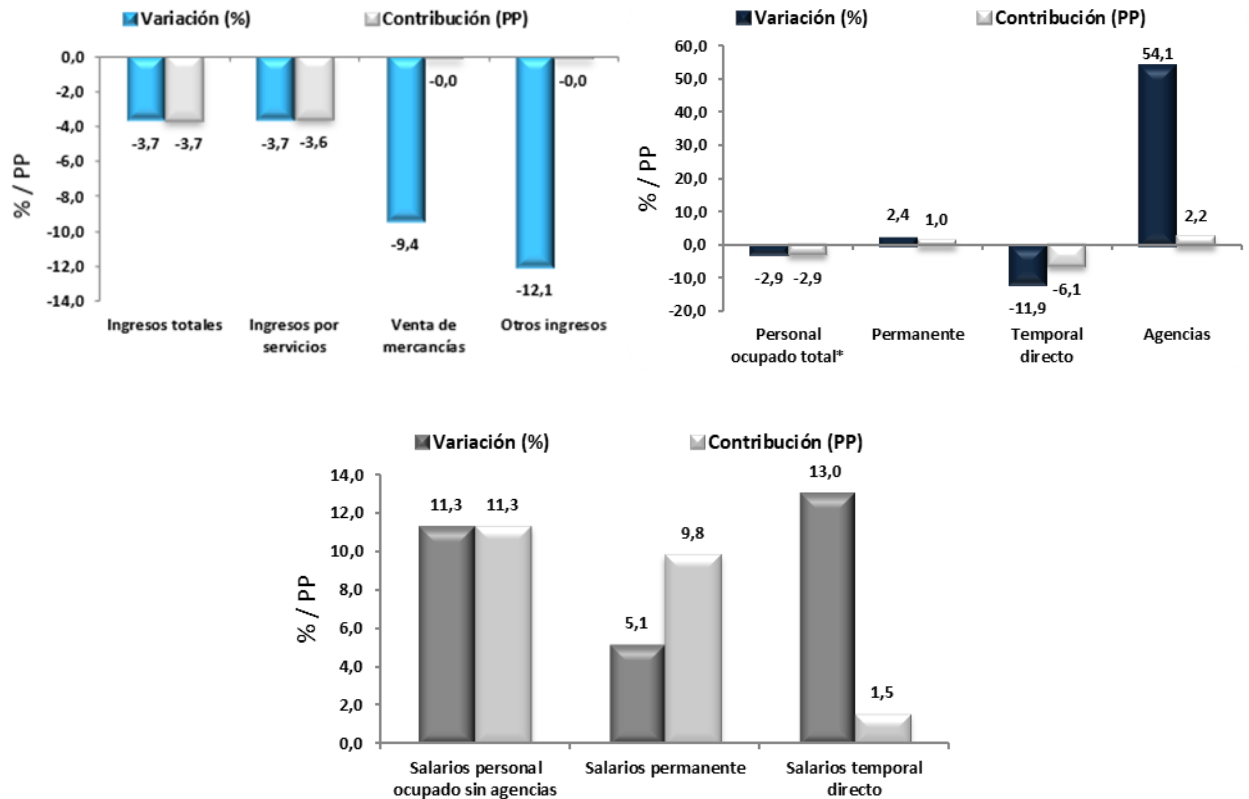 Variación (%) Contribución (PP)
0,0
-2,0
-4,0
-6,0
-8,0
-10,0
-12,0
-14,0
% / PP
-3,7 -3,7 -3,7 -3,6 -9,4 -0,0 -12,1 -0,0
Ingresos totales Ingresos por Venta de Otros ingresos
servicios mercancías
Variación (%) Contribución (PP)
60,0
50,0
40,0
30,0
20,0
10,0
0,0
-10,0
-20,0
% / PP
-2,9 -2,9 2,4 1,0 -11,9 -6,1 54,1 2,2
Personal Permanente Temporal Agencias
ocupado total* directo
Variación (%) Contribución (PP)
14,0
12,0
10,0
8,0
6,0
4,0
2,0
0,0
% / PP
11,3 11,3 5,1 9,8 13,0 1,5
Salarios personal Salarios permanente Salarios temporal
ocupado sin agencias directo